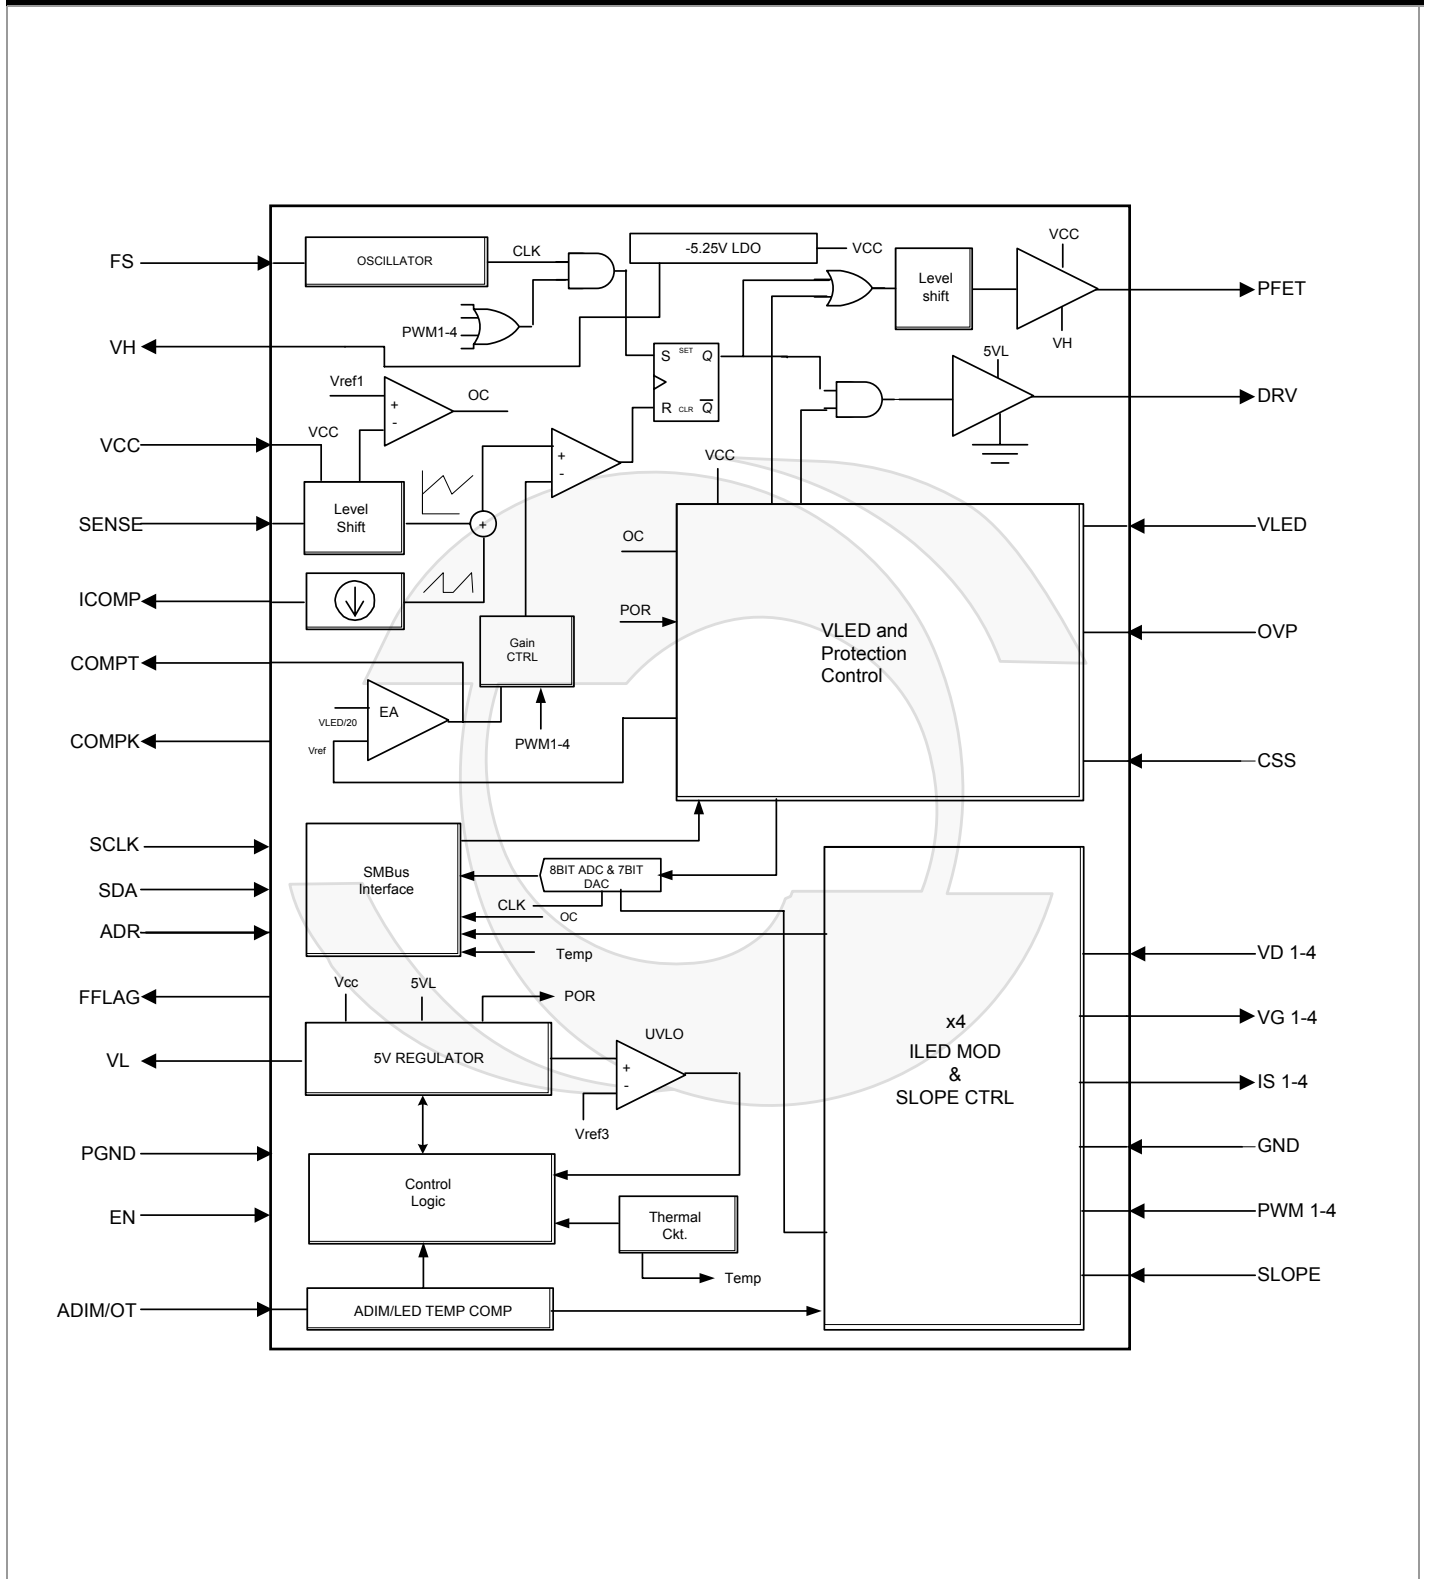 FS
VH
VCC
SENSE
ICOMP
COMPT
COMPK
SCLK
SDA
ADR
FFLAG
VL
PGND
EN
ADIM/OT
OSCILLATOR
CLK
PWM1-4
-5.25V LDO
VCC
Level
shift
VCC
VH
PFET
S SET Q
R CLR Q
5VL
DRV
Vref1
+
-
OC
VCC
Level
Shift
+
+
-
Gain
CTRL
PWM1-4
EA
VLED/20
Vref
VCC
OC
POR
VLED and
Protection
Control
VLED
OVP
CSS
SMBus
Interface
8BIT ADC & 7BIT
DAC
CLK
OC
Temp
Vcc
5VL
POR
5V REGULATOR
UVLO
+
-
Vref3
Control
Logic
Thermal
Ckt.
Temp
ADIM/LED TEMP COMP
x4
ILED MOD
&
SLOPE CTRL
VD 1-4
VG 1-4
IS 1-4
GND
PWM 1-4
SLOPE